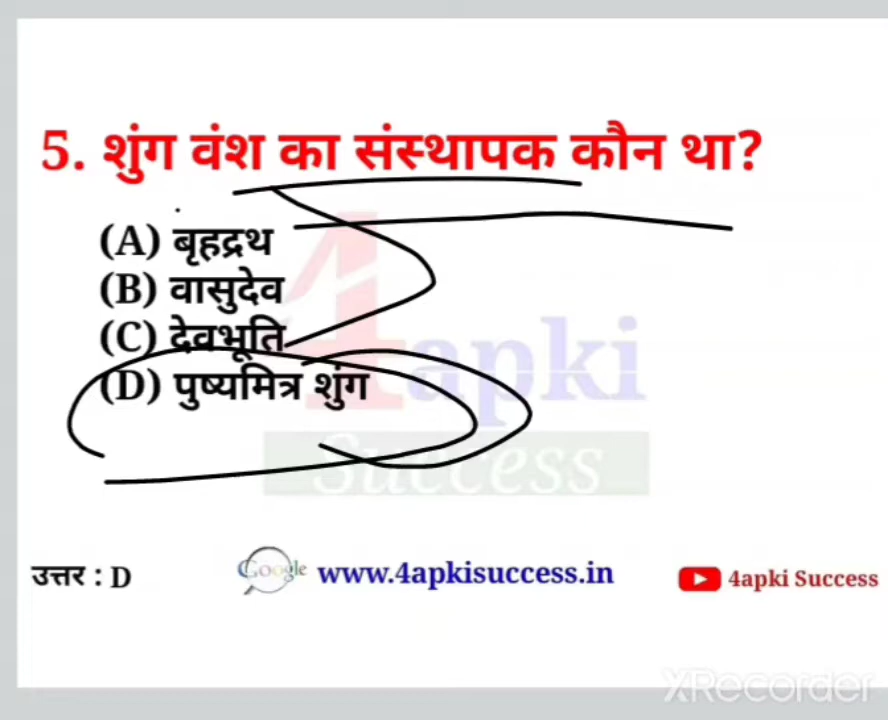 5. शुंग वंश का संस्थापक कौन था?
(A) बृहद्रथ
(B) वासुदेव
(C) देवभूति
(D) पुष्यमित्र शुंग
4apki
Success
उत्तर : D
Google www.4apkisuccess.in
4apki Success
XRecorder